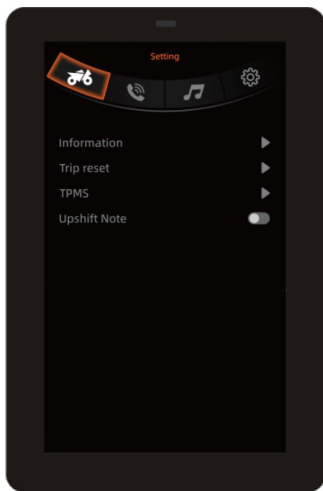 Setting
Information
Trip reset
TPMS
Upshift Note